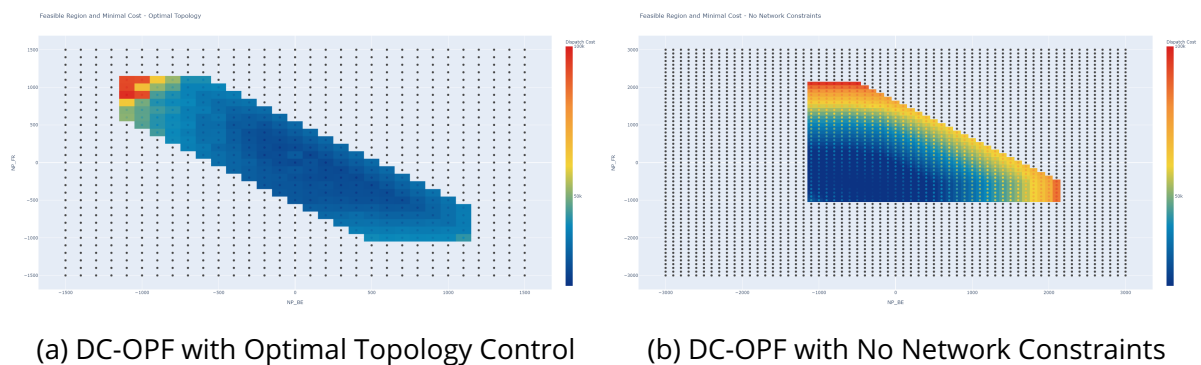 Feasible Region and Minimal Cost - Optimal Topology
Dispatch Cost
100k
50k
1500
1000
500
0
−500
−1000
−1500
NP_FR
−1500
−1000
−500
0
500
1000
1500
NP_BE
(a) DC-OPF with Optimal Topology Control
Feasible Region and Minimal Cost - No Network Constraints
Dispatch Cost
100k
50k
3000
2000
1000
0
−1000
−2000
−3000
NP_FR
−3000
−2000
−1000
0
1000
2000
3000
NP_BE
(b) DC-OPF with No Network Constraints